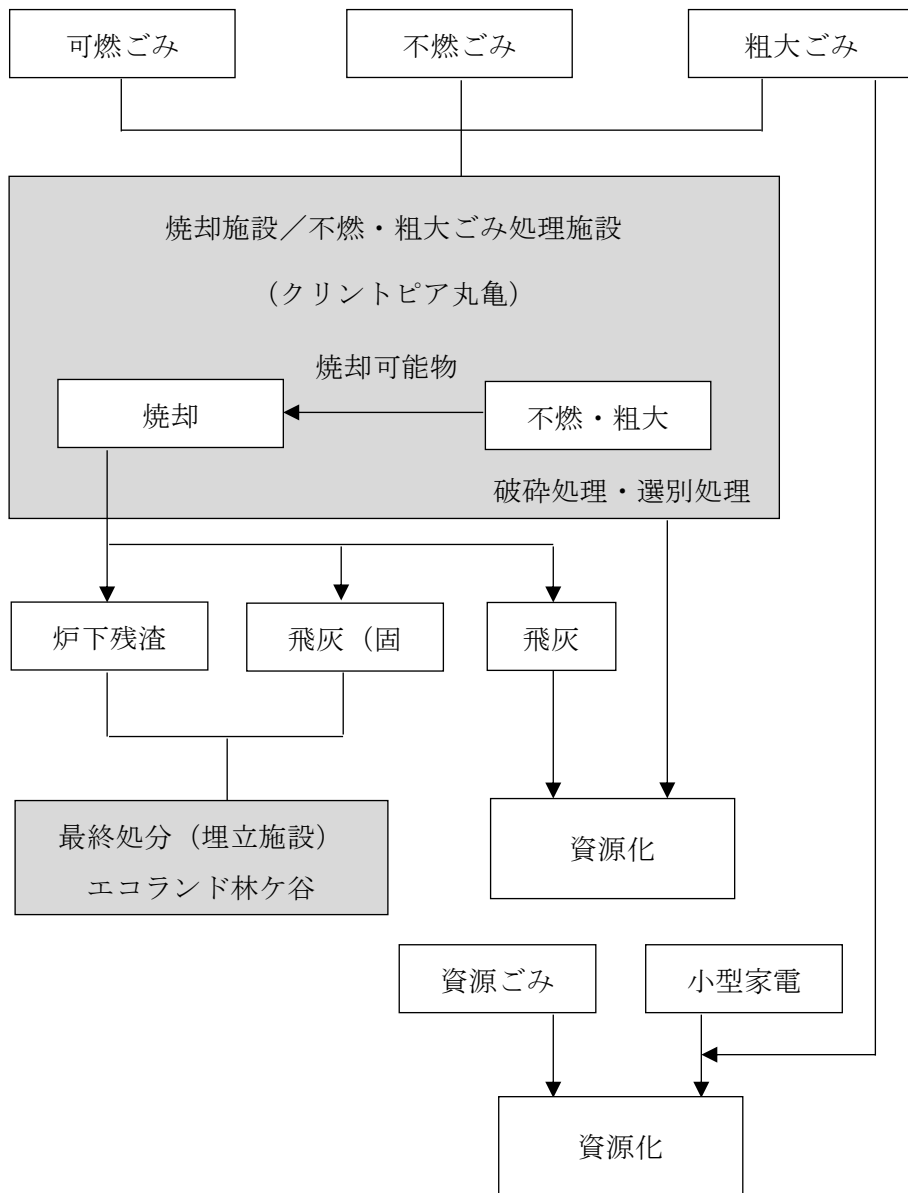 可燃ごみ
不燃ごみ
粗大ごみ
焼却施設／不燃・粗大ごみ処理施設
（クリントピア丸亀）
焼却可能物
焼却
不燃・粗大
破砕処理・選別処理
炉下残渣
飛灰（固
飛灰
最終処分（埋立施設）
エコランド林ケ谷
資源化
資源ごみ
小型家電
資源化